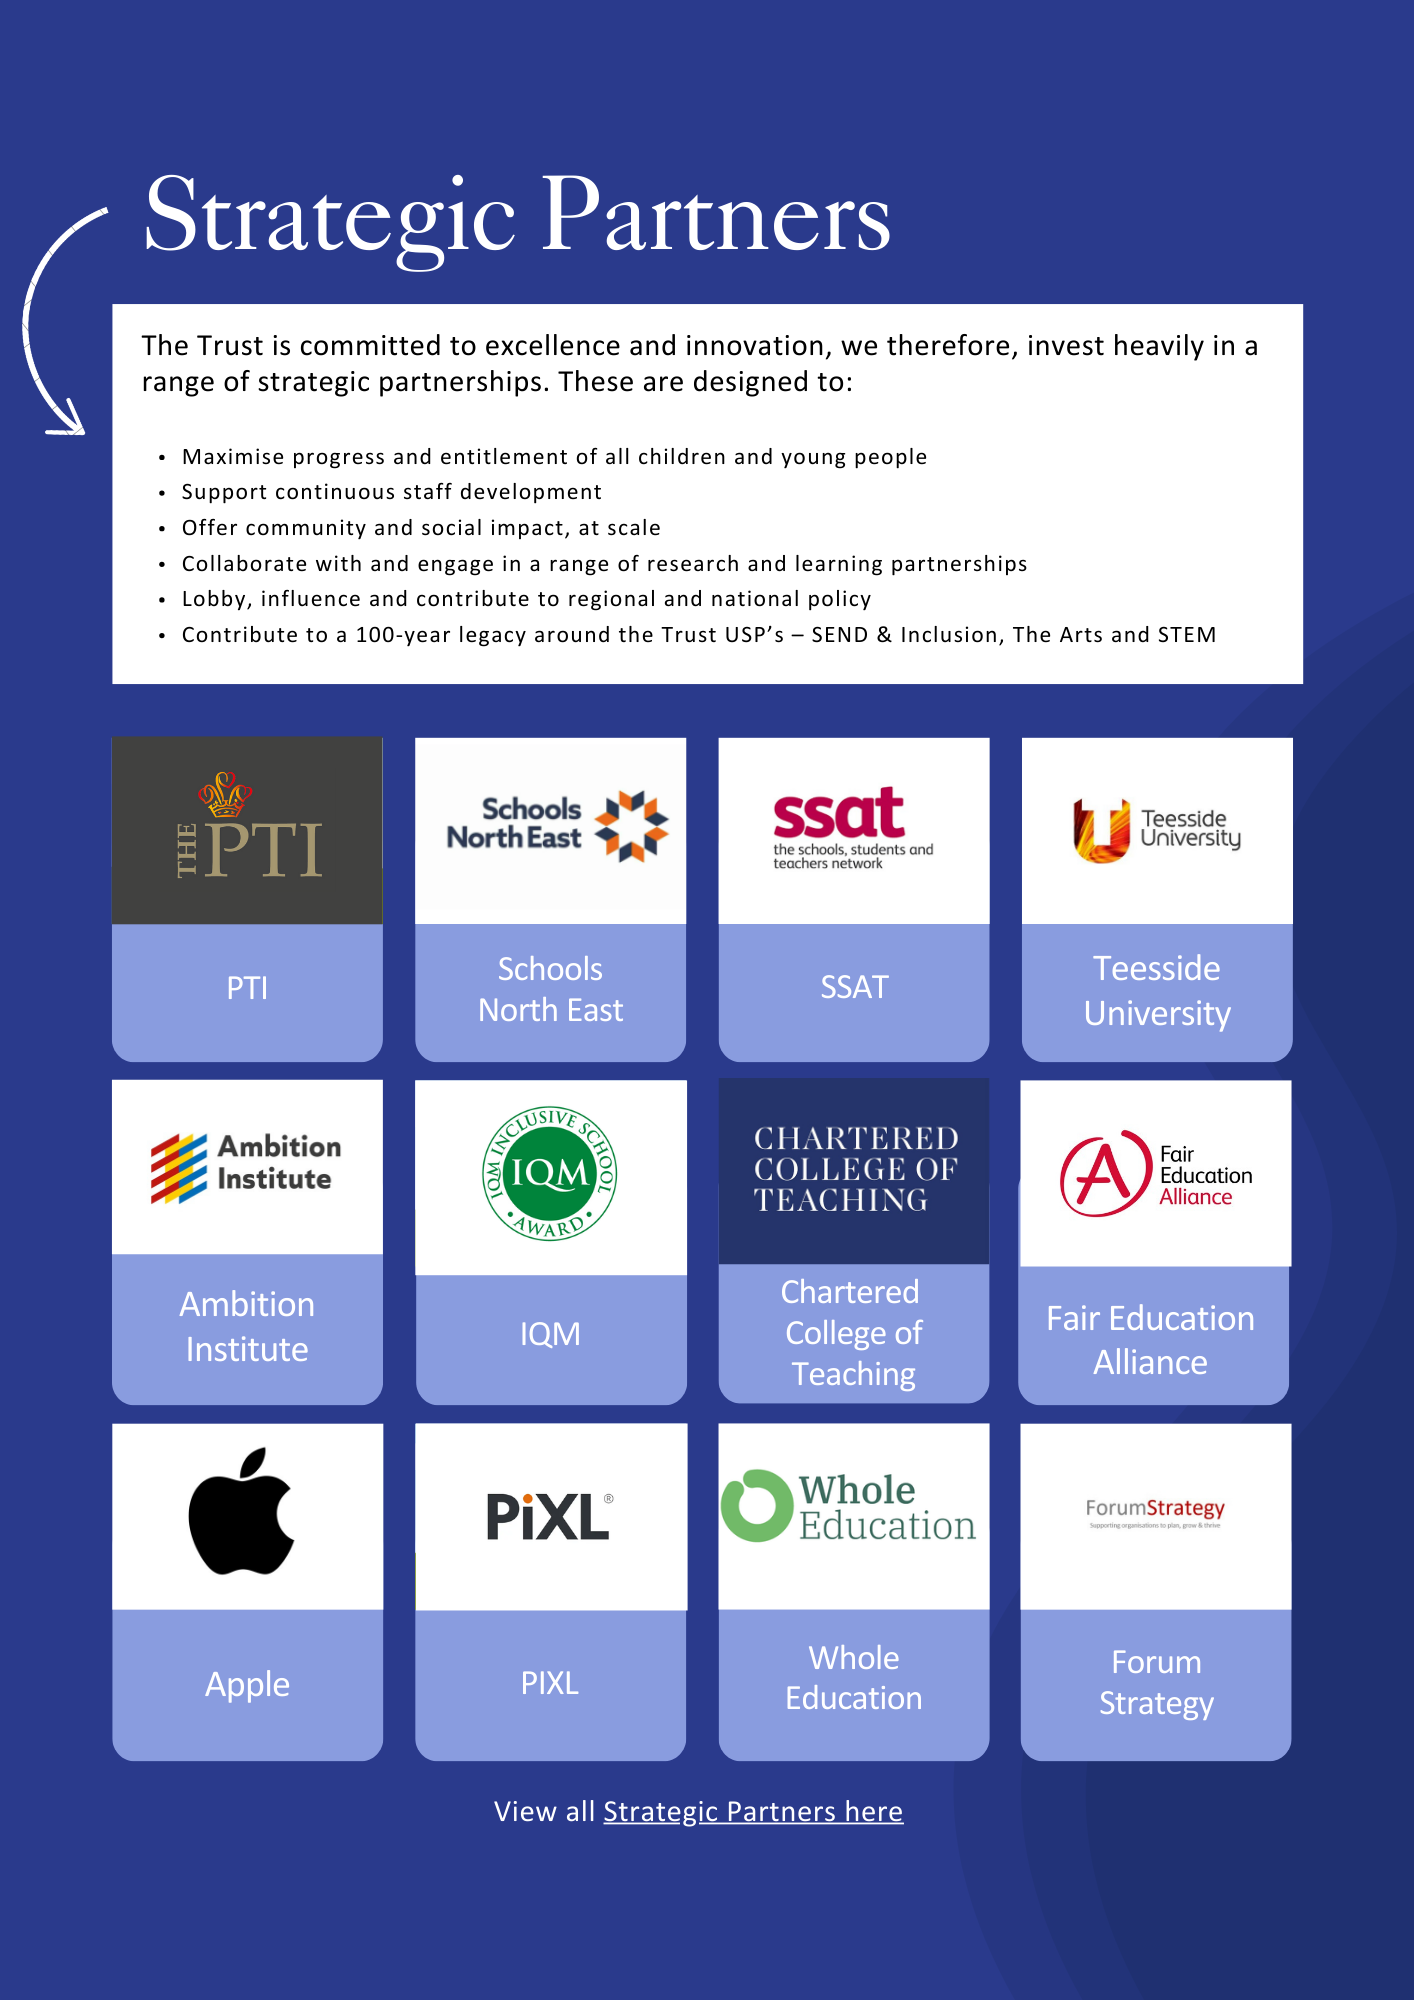 Strategic Partners
The Trust is committed to excellence and innovation, we therefore, invest heavily in a
range of strategic partnerships. These are designed to:
• Maximise progress and entitlement of all children and young people
• Support continuous staff development
• Offer community and social impact, at scale
• Collaborate with and engage in a range of research and learning partnerships
• Lobby, influence and contribute to regional and national policy
• Contribute to a 100-year legacy around the Trust USP’s – SEND & Inclusion, The Arts and STEM
THE PTI
PTI
Schools
North East
Schools
North East
ssat
the schools, students and
teachers network
SSAT
Teesside
University
Teesside
University
Ambition
Institute
Ambition
Institute
IQM INCLUSIVE SCHOOL
IQM
• AWARD •
IQM
CHARTERED
COLLEGE OF
TEACHING
Chartered
College of
Teaching
Fair
Education
Alliance
Fair Education
Alliance
Apple
PiXL®
PIXL
Whole
Education
Whole
Education
ForumStrategy
Supporting organisations to plan, grow & thrive
Forum
Strategy
View all Strategic Partners here